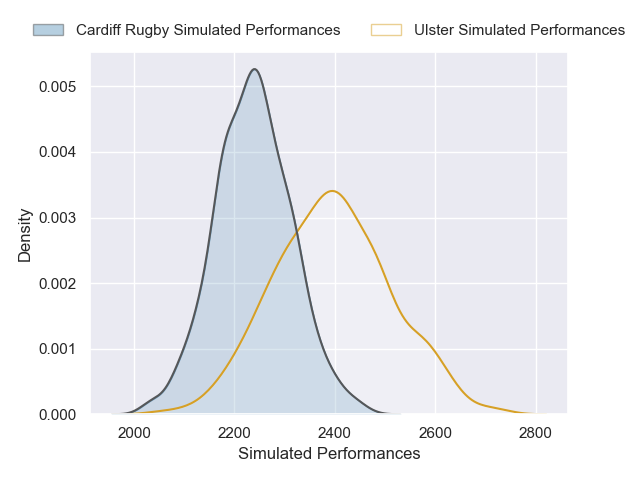 Cardiff Rugby Simulated Performances Ulster Simulated Performances
0.005
0.004
0.003
0.002
0.001
0.000
Density
2000 2200 2400 2600 2800
Simulated Performances